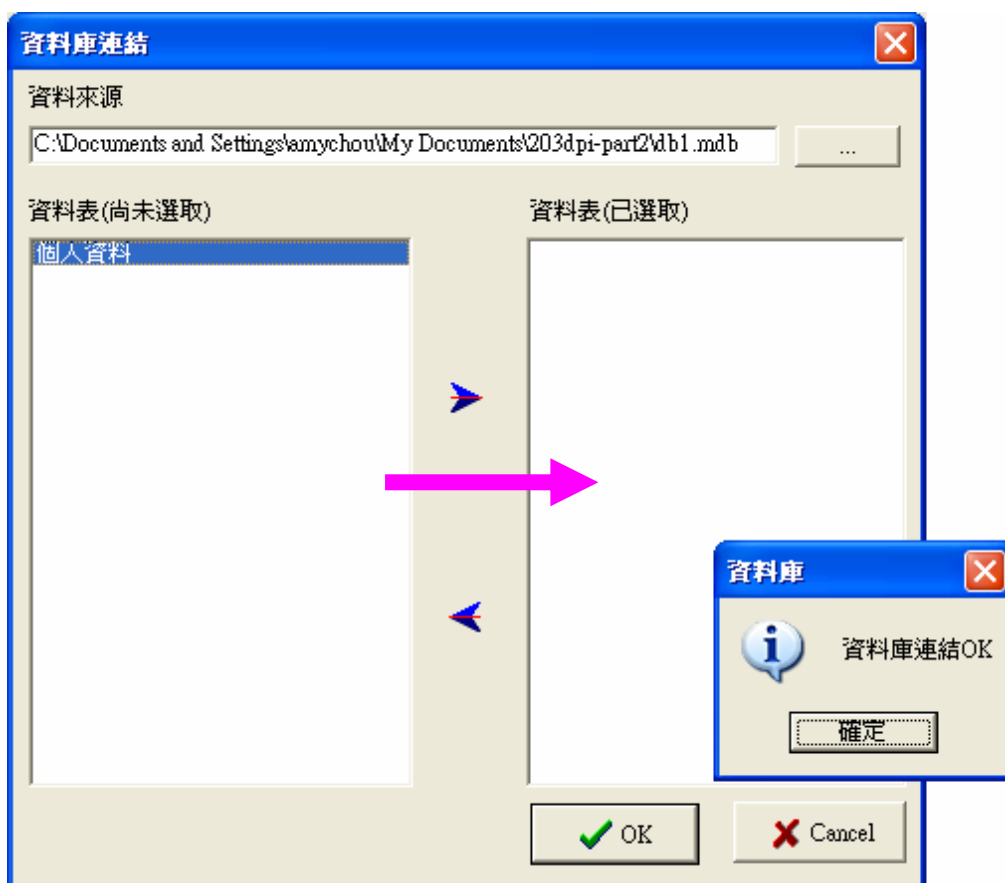 資料庫連結
資料來源
C:\Documents and Settings\amychou\My Documents\203dpi-part2\db1.mdb
...
資料表(尚未選取)
資料表(已選取)
個人資料
資料庫
資料庫連結OK
確定
OK
Cancel